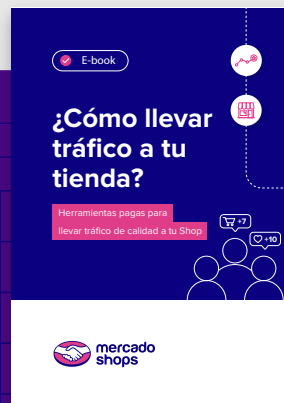 E-book
¿Cómo llevar
tráfico a tu
tienda?
Herramientas pagas para
llevar tráfico de calidad a tu Shop
+7
+10
mercado
shops